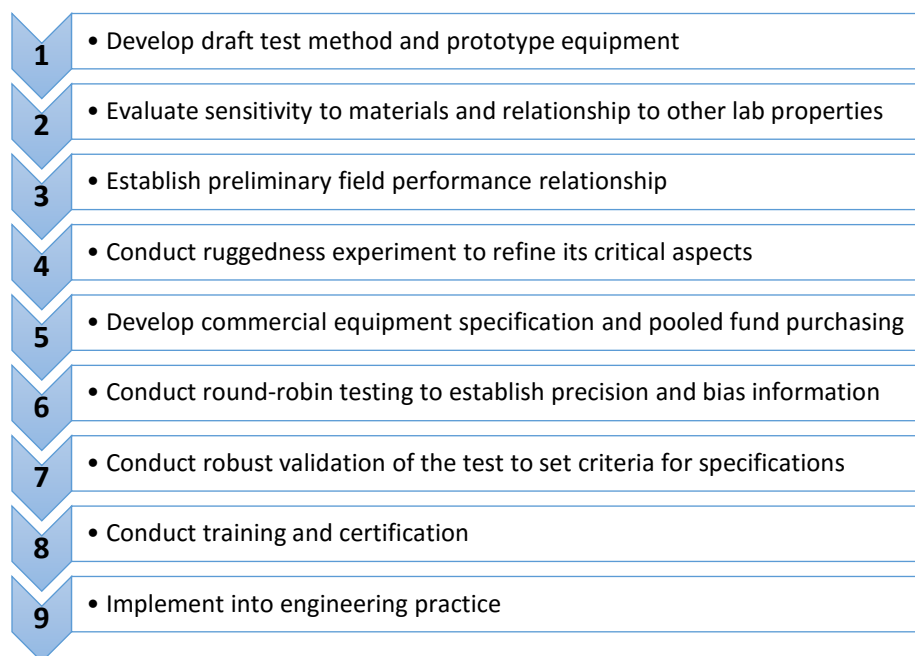 1 • Develop draft test method and prototype equipment
2 • Evaluate sensitivity to materials and relationship to other lab properties
3 • Establish preliminary field performance relationship
4 • Conduct ruggedness experiment to refine its critical aspects
5 • Develop commercial equipment specification and pooled fund purchasing
6 • Conduct round-robin testing to establish precision and bias information
7 • Conduct robust validation of the test to set criteria for specifications
8 • Conduct training and certification
9 • Implement into engineering practice